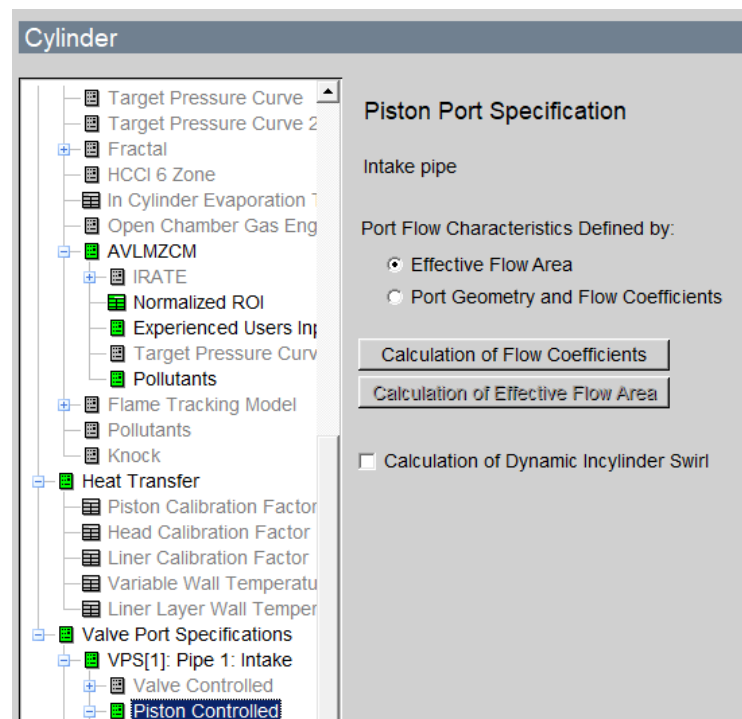 Cylinder
Target Pressure Curve
Target Pressure Curve 2
Fractal
HCCI 6 Zone
In Cylinder Evaporation
Open Chamber Gas Eng
AVLMZCM
IRATE
Normalized ROI
Experienced Users Inp
Target Pressure Curv
Pollutants
Flame Tracking Model
Pollutants
Knock
Heat Transfer
Piston Calibration Factor
Head Calibration Factor
Liner Calibration Factor
Variable Wall Temperatu
Liner Layer Wall Temper
Valve Port Specifications
VPS[1]: Pipe 1: Intake
Valve Controlled
Piston Controlled
Piston Port Specification
Intake pipe
Port Flow Characteristics Defined by:
Effective Flow Area
Port Geometry and Flow Coefficients
Calculation of Flow Coefficients
Calculation of Effective Flow Area
Calculation of Dynamic Incylinder Swirl